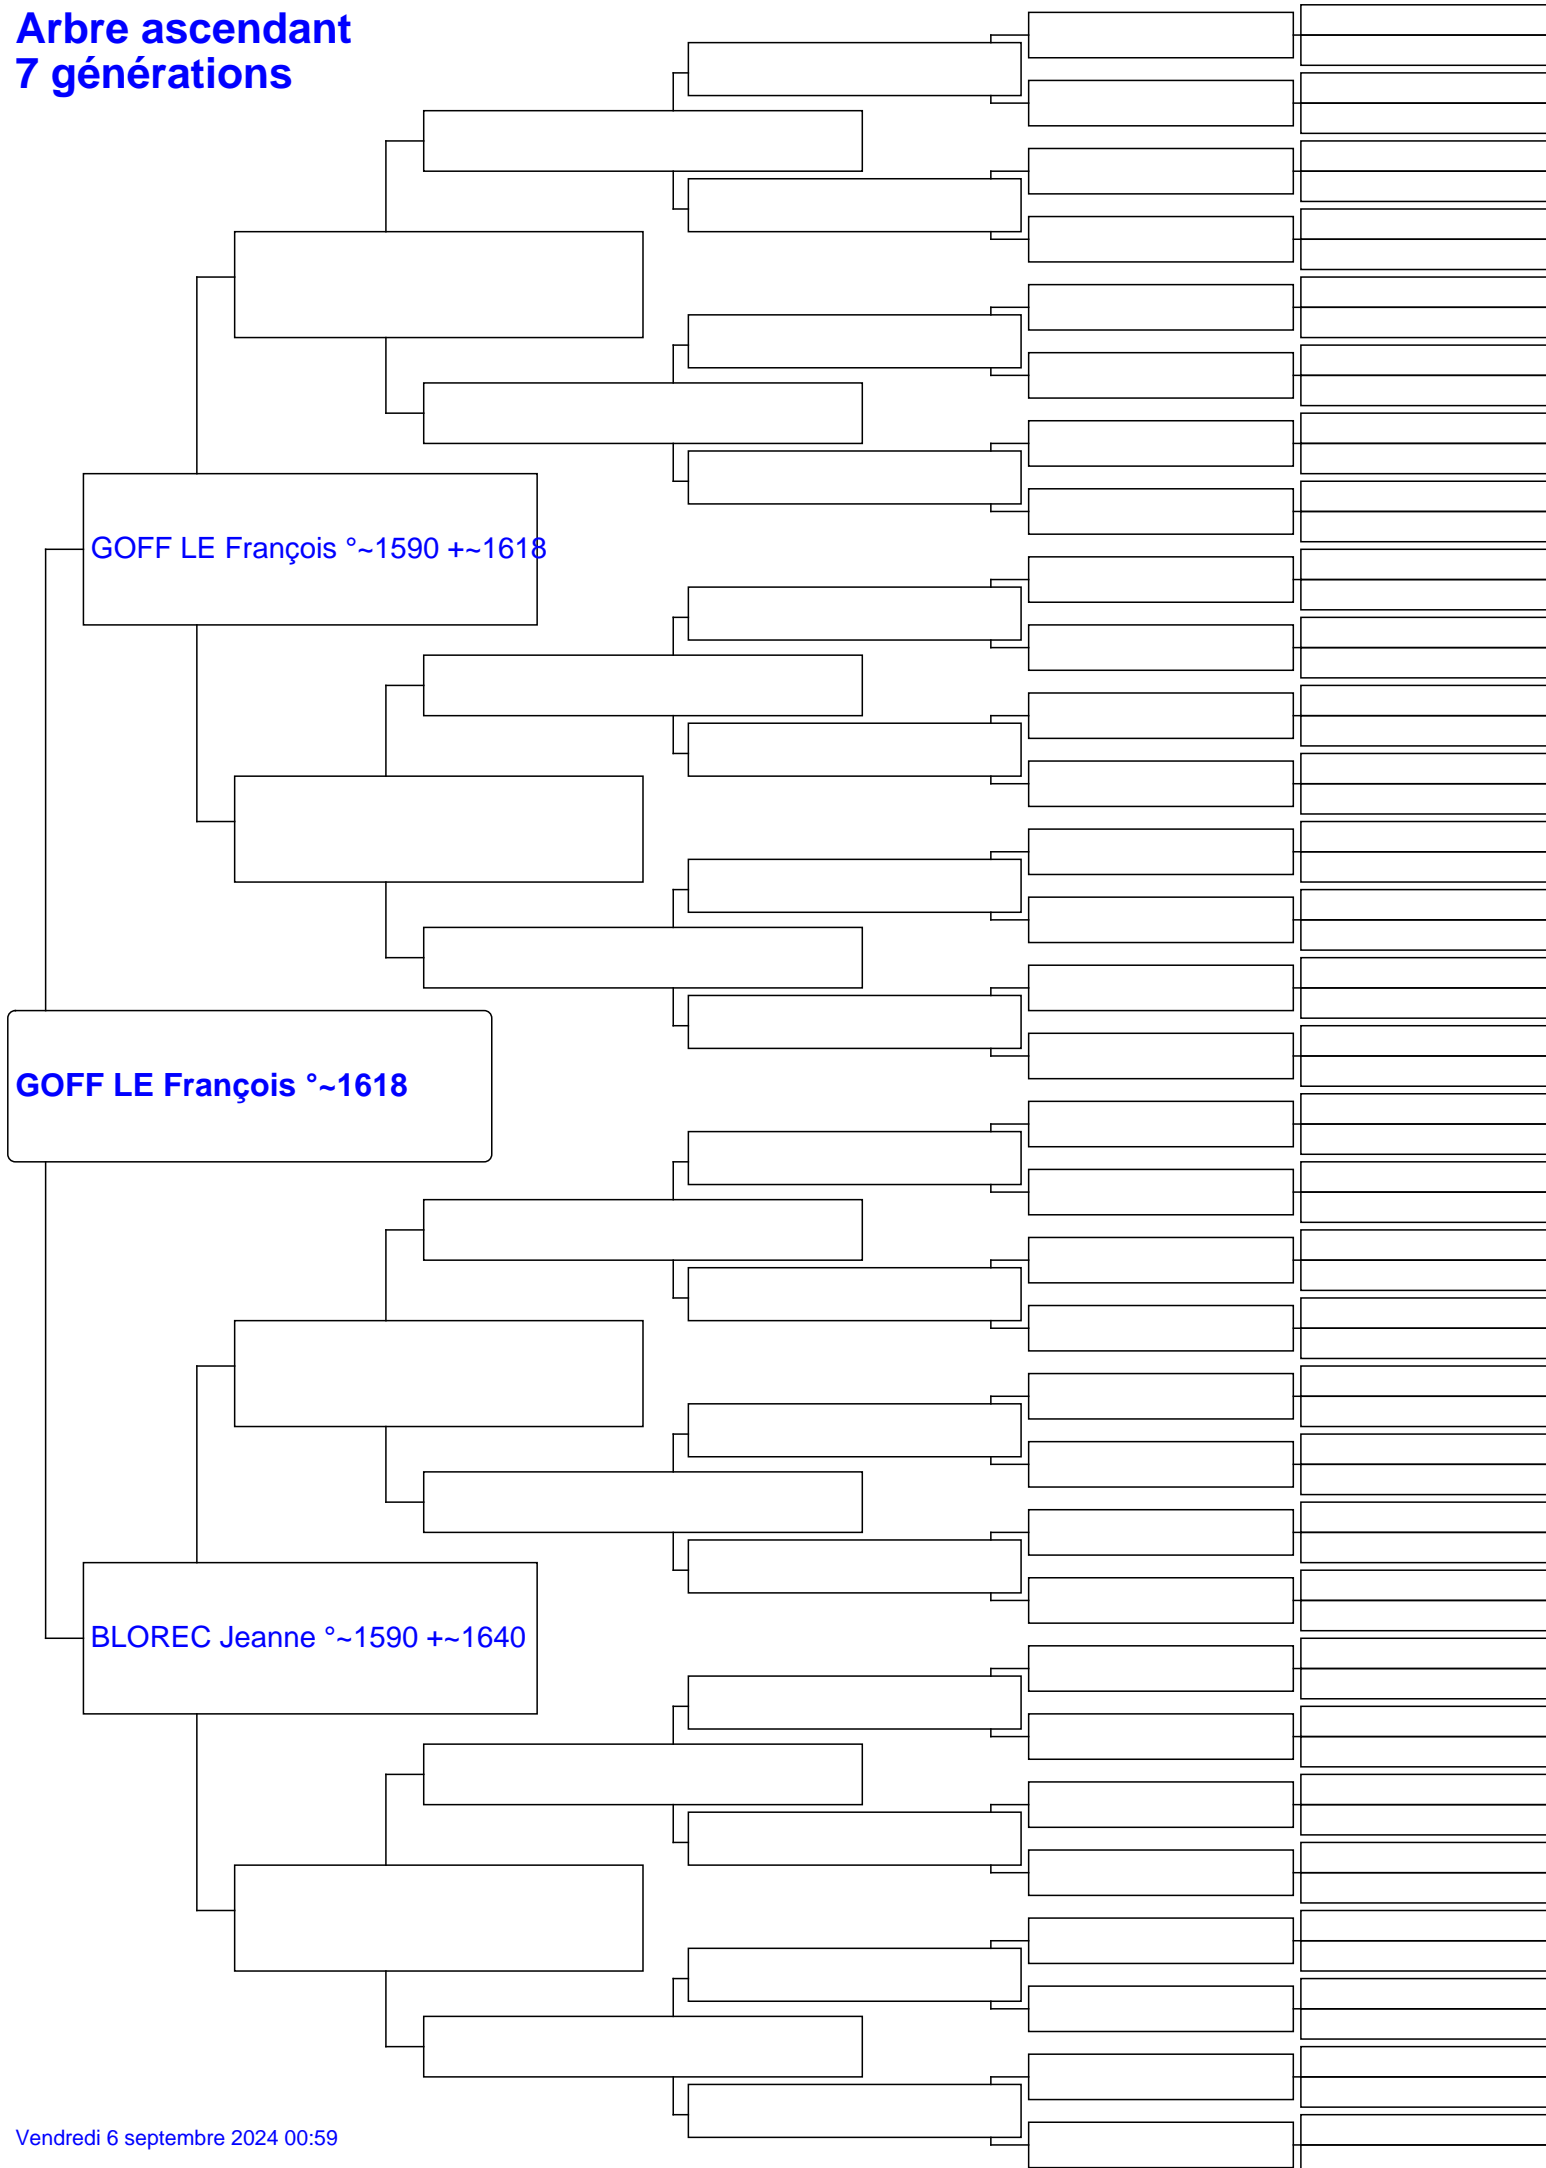 Arbre ascendant
7 générations
GOFF LE François °~1590 +~1618
GOFF LE François °~1618
BLOREC Jeanne °~1590 +~1640
Vendredi 6 septembre 2024 00:59